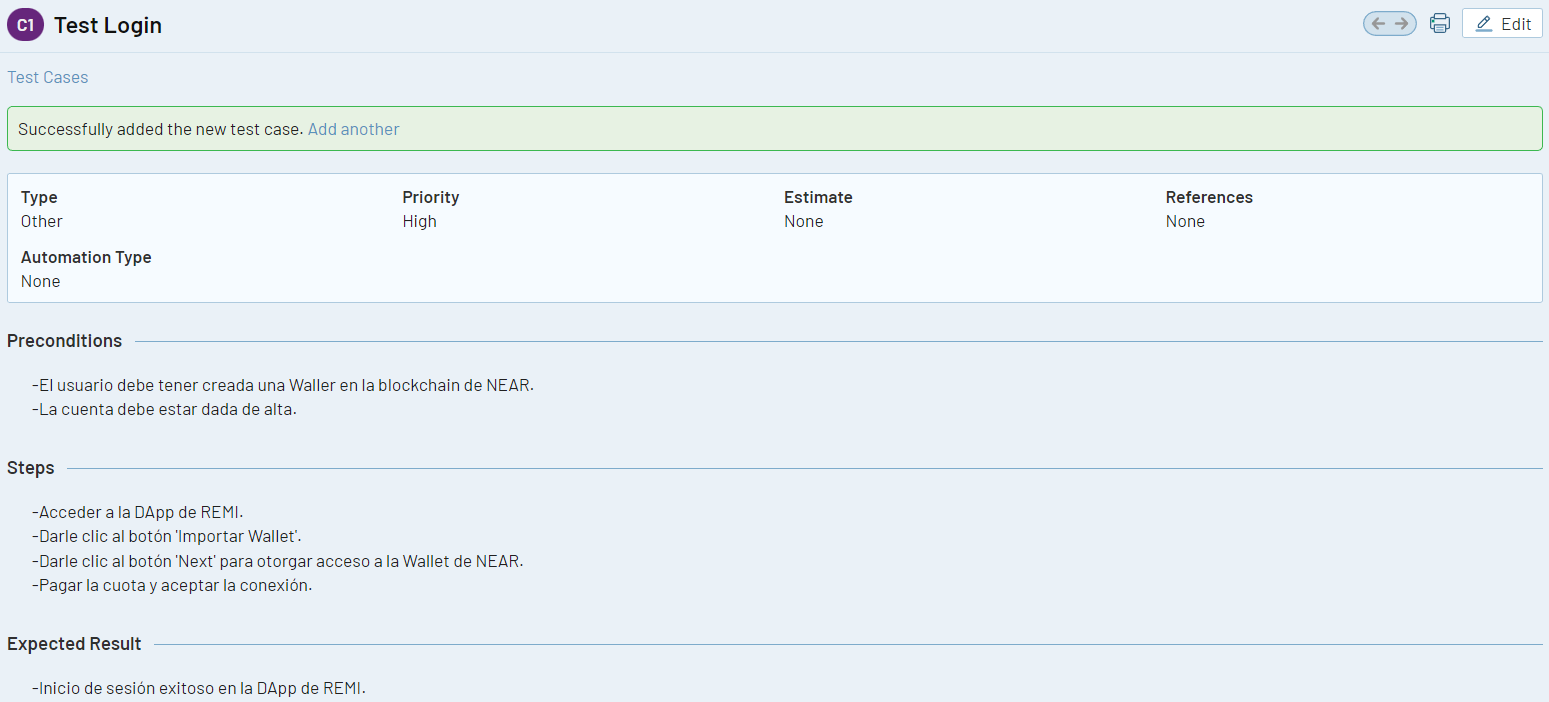 C1 Test Login
Edit
Test Cases
Successfully added the new test case. Add another
Type Priority Estimate References
Other High None None
Automation Type
None
Preconditions
-El usuario debe tener creada una Waller en la blockchain de NEAR.
-La cuenta debe estar dada de alta.
Steps
-Acceder a la DApp de REMI.
-Darle clic al botón 'Importar Wallet'.
-Darle clic al botón 'Next' para otorgar acceso a la Wallet de NEAR.
-Pagar la cuota y aceptar la conexión.
Expected Result
-Inicio de sesión exitoso en la DApp de REMI.